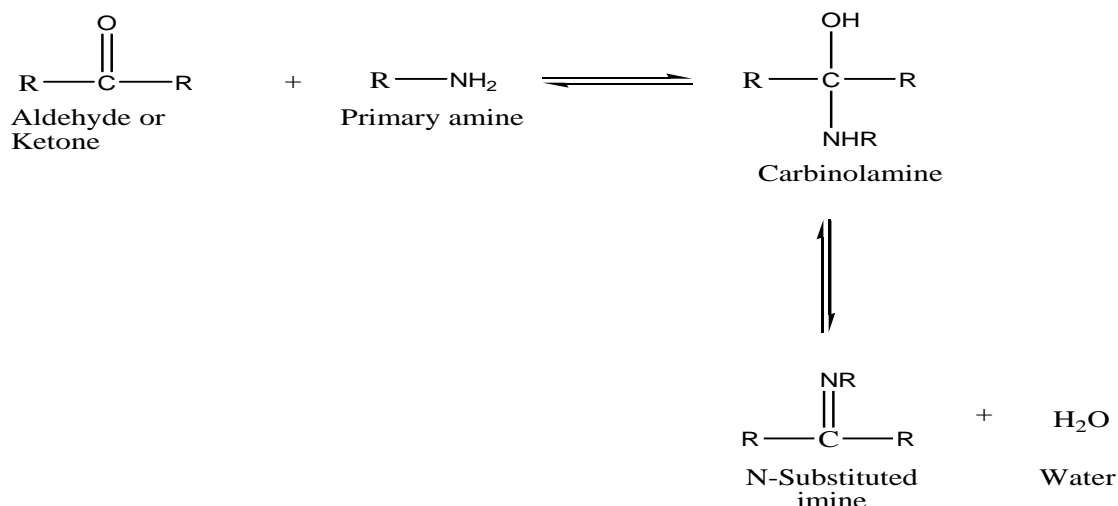 O
R C R + R NH₂ OH
R C R
NHR
Aldehyde or
Ketone
Primary amine
Carbinolamine
NR
R C R + H₂O
N-Substituted
imine
Water